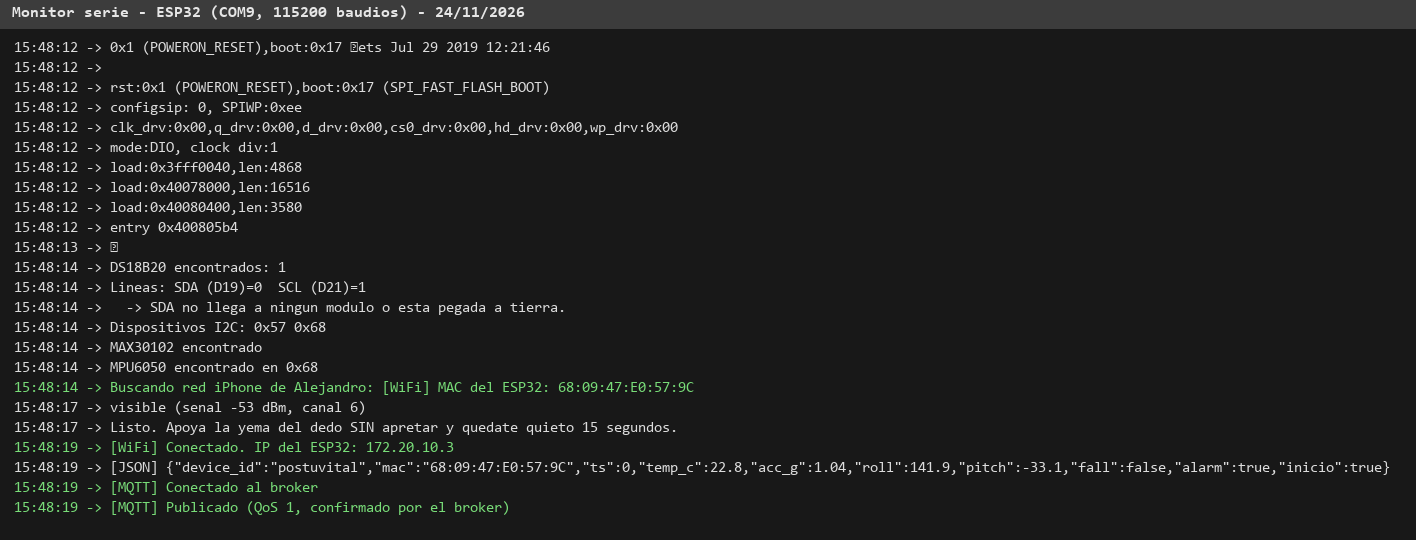 Monitor serie - ESP32 (COM9, 115200 baudios) - 24/11/2026
15:48:12 -> 0x1 (POWERON_RESET),boot:0x17 ets Jul 29 2019 12:21:46
15:48:12 ->
15:48:12 -> rst:0x1 (POWERON_RESET),boot:0x17 (SPI_FAST_FLASH_BOOT)
15:48:12 -> configsip: 0, SPIWP:0xee
15:48:12 -> clk_drv:0x00,q_drv:0x00,d_drv:0x00,cs0_drv:0x00,hd_drv:0x00,wp_drv:0x00
15:48:12 -> mode:DIO, clock div:1
15:48:12 -> load:0x3fff0040,len:4868
15:48:12 -> load:0x40078000,len:16516
15:48:12 -> load:0x40080400,len:3580
15:48:12 -> entry 0x400805b4
15:48:13 ->
15:48:14 -> DS18B20 encontrados: 1
15:48:14 -> Lineas: SDA (D19)=0  SCL (D21)=1
15:48:14 ->   -> SDA no llega a ningun modulo o esta pegada a tierra.
15:48:14 -> Dispositivos I2C: 0x57 0x68
15:48:14 -> MAX30102 encontrado
15:48:14 -> MPU6050 encontrado en 0x68
15:48:14 -> Buscando red iPhone de Alejandro: [WiFi] MAC del ESP32: 68:09:47:E0:57:9C
15:48:17 -> visible (senal -53 dBm, canal 6)
15:48:17 -> Listo. Apoya la yema del dedo SIN apretar y quedate quieto 15 segundos.
15:48:19 -> [WiFi] Conectado. IP del ESP32: 172.20.10.3
15:48:19 -> [JSON] {"device_id":"postuvital","mac":"68:09:47:E0:57:9C","ts":0,"temp_c":22.8,"acc_g":1.04,"roll":141.9,"pitch":-33.1,"fall":false,"alarm":true,"inicio":true}
15:48:19 -> [MQTT] Conectado al broker
15:48:19 -> [MQTT] Publicado (QoS 1, confirmado por el broker)